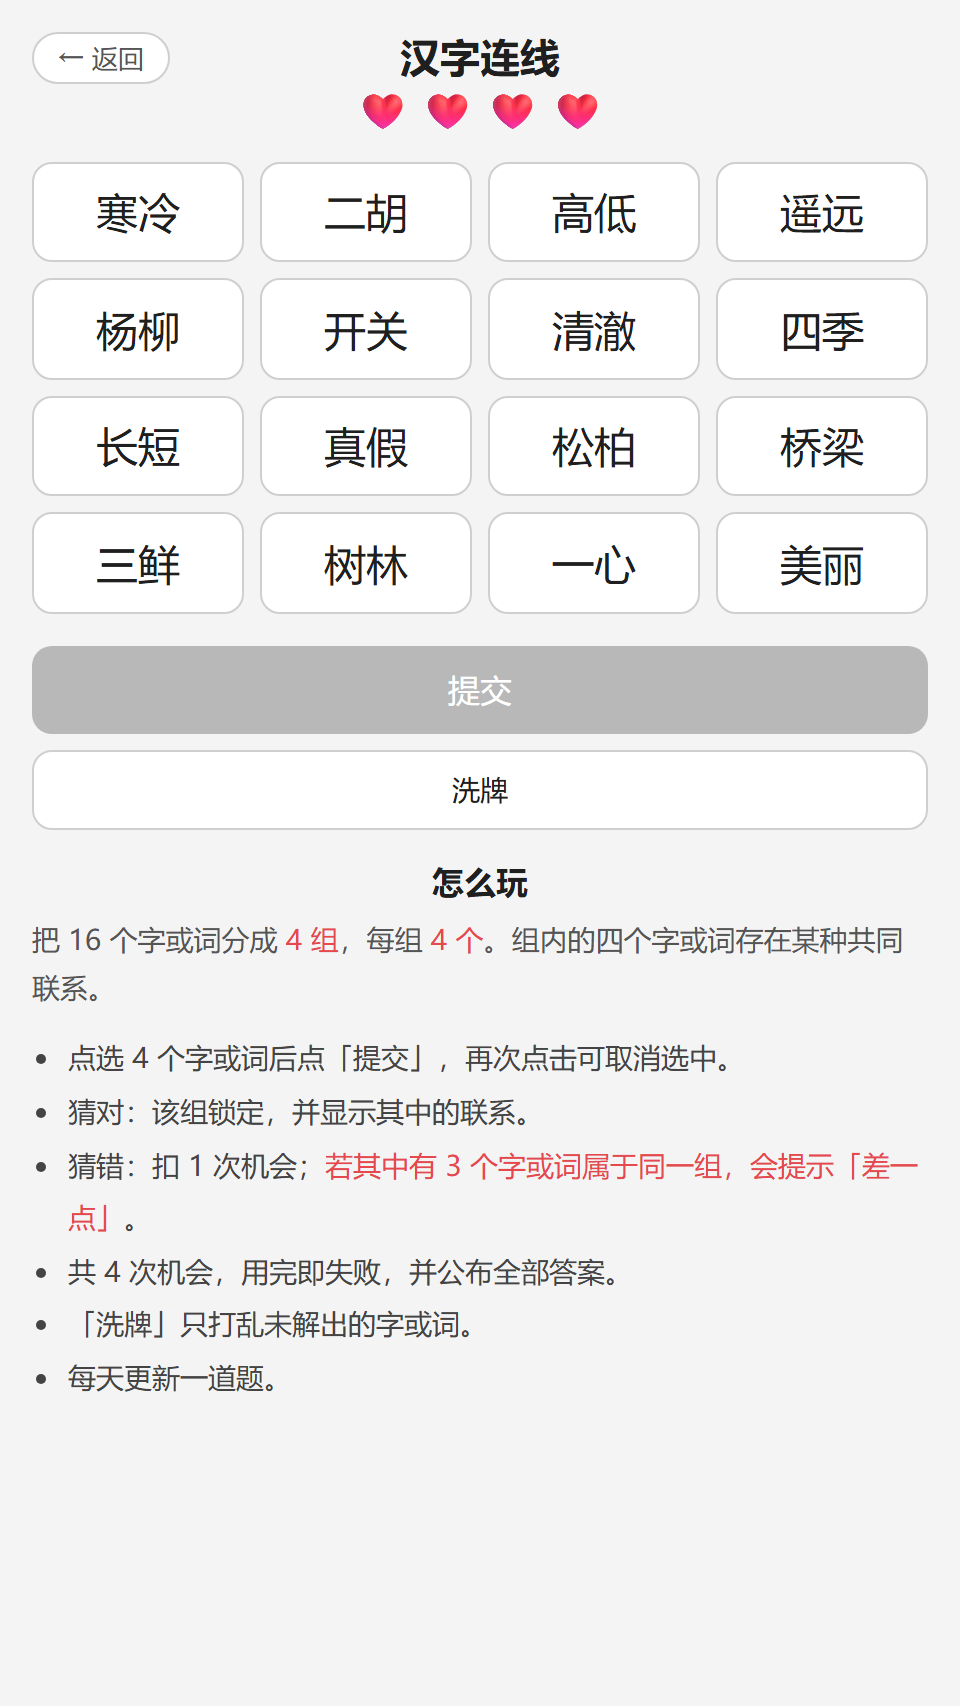 ← 返回
汉字连线
寒冷 二胡 高低 遥远
杨柳 开关 清澈 四季
长短 真假 松柏 桥梁
三鲜 树林 一心 美丽
提交
洗牌
怎么玩
把 16 个字或词分成 4 组，每组 4 个。组内的四个字或词存在某种共同
联系。
• 点选 4 个字或词后点「提交」，再次点击可取消选中。
• 猜对：该组锁定，并显示其中的联系。
• 猜错：扣 1 次机会；若其中有 3 个字或词属于同一组，会提示「差一
点」。
• 共 4 次机会，用完即失败，并公布全部答案。
• 「洗牌」只打乱未解出的字或词。
• 每天更新一道题。